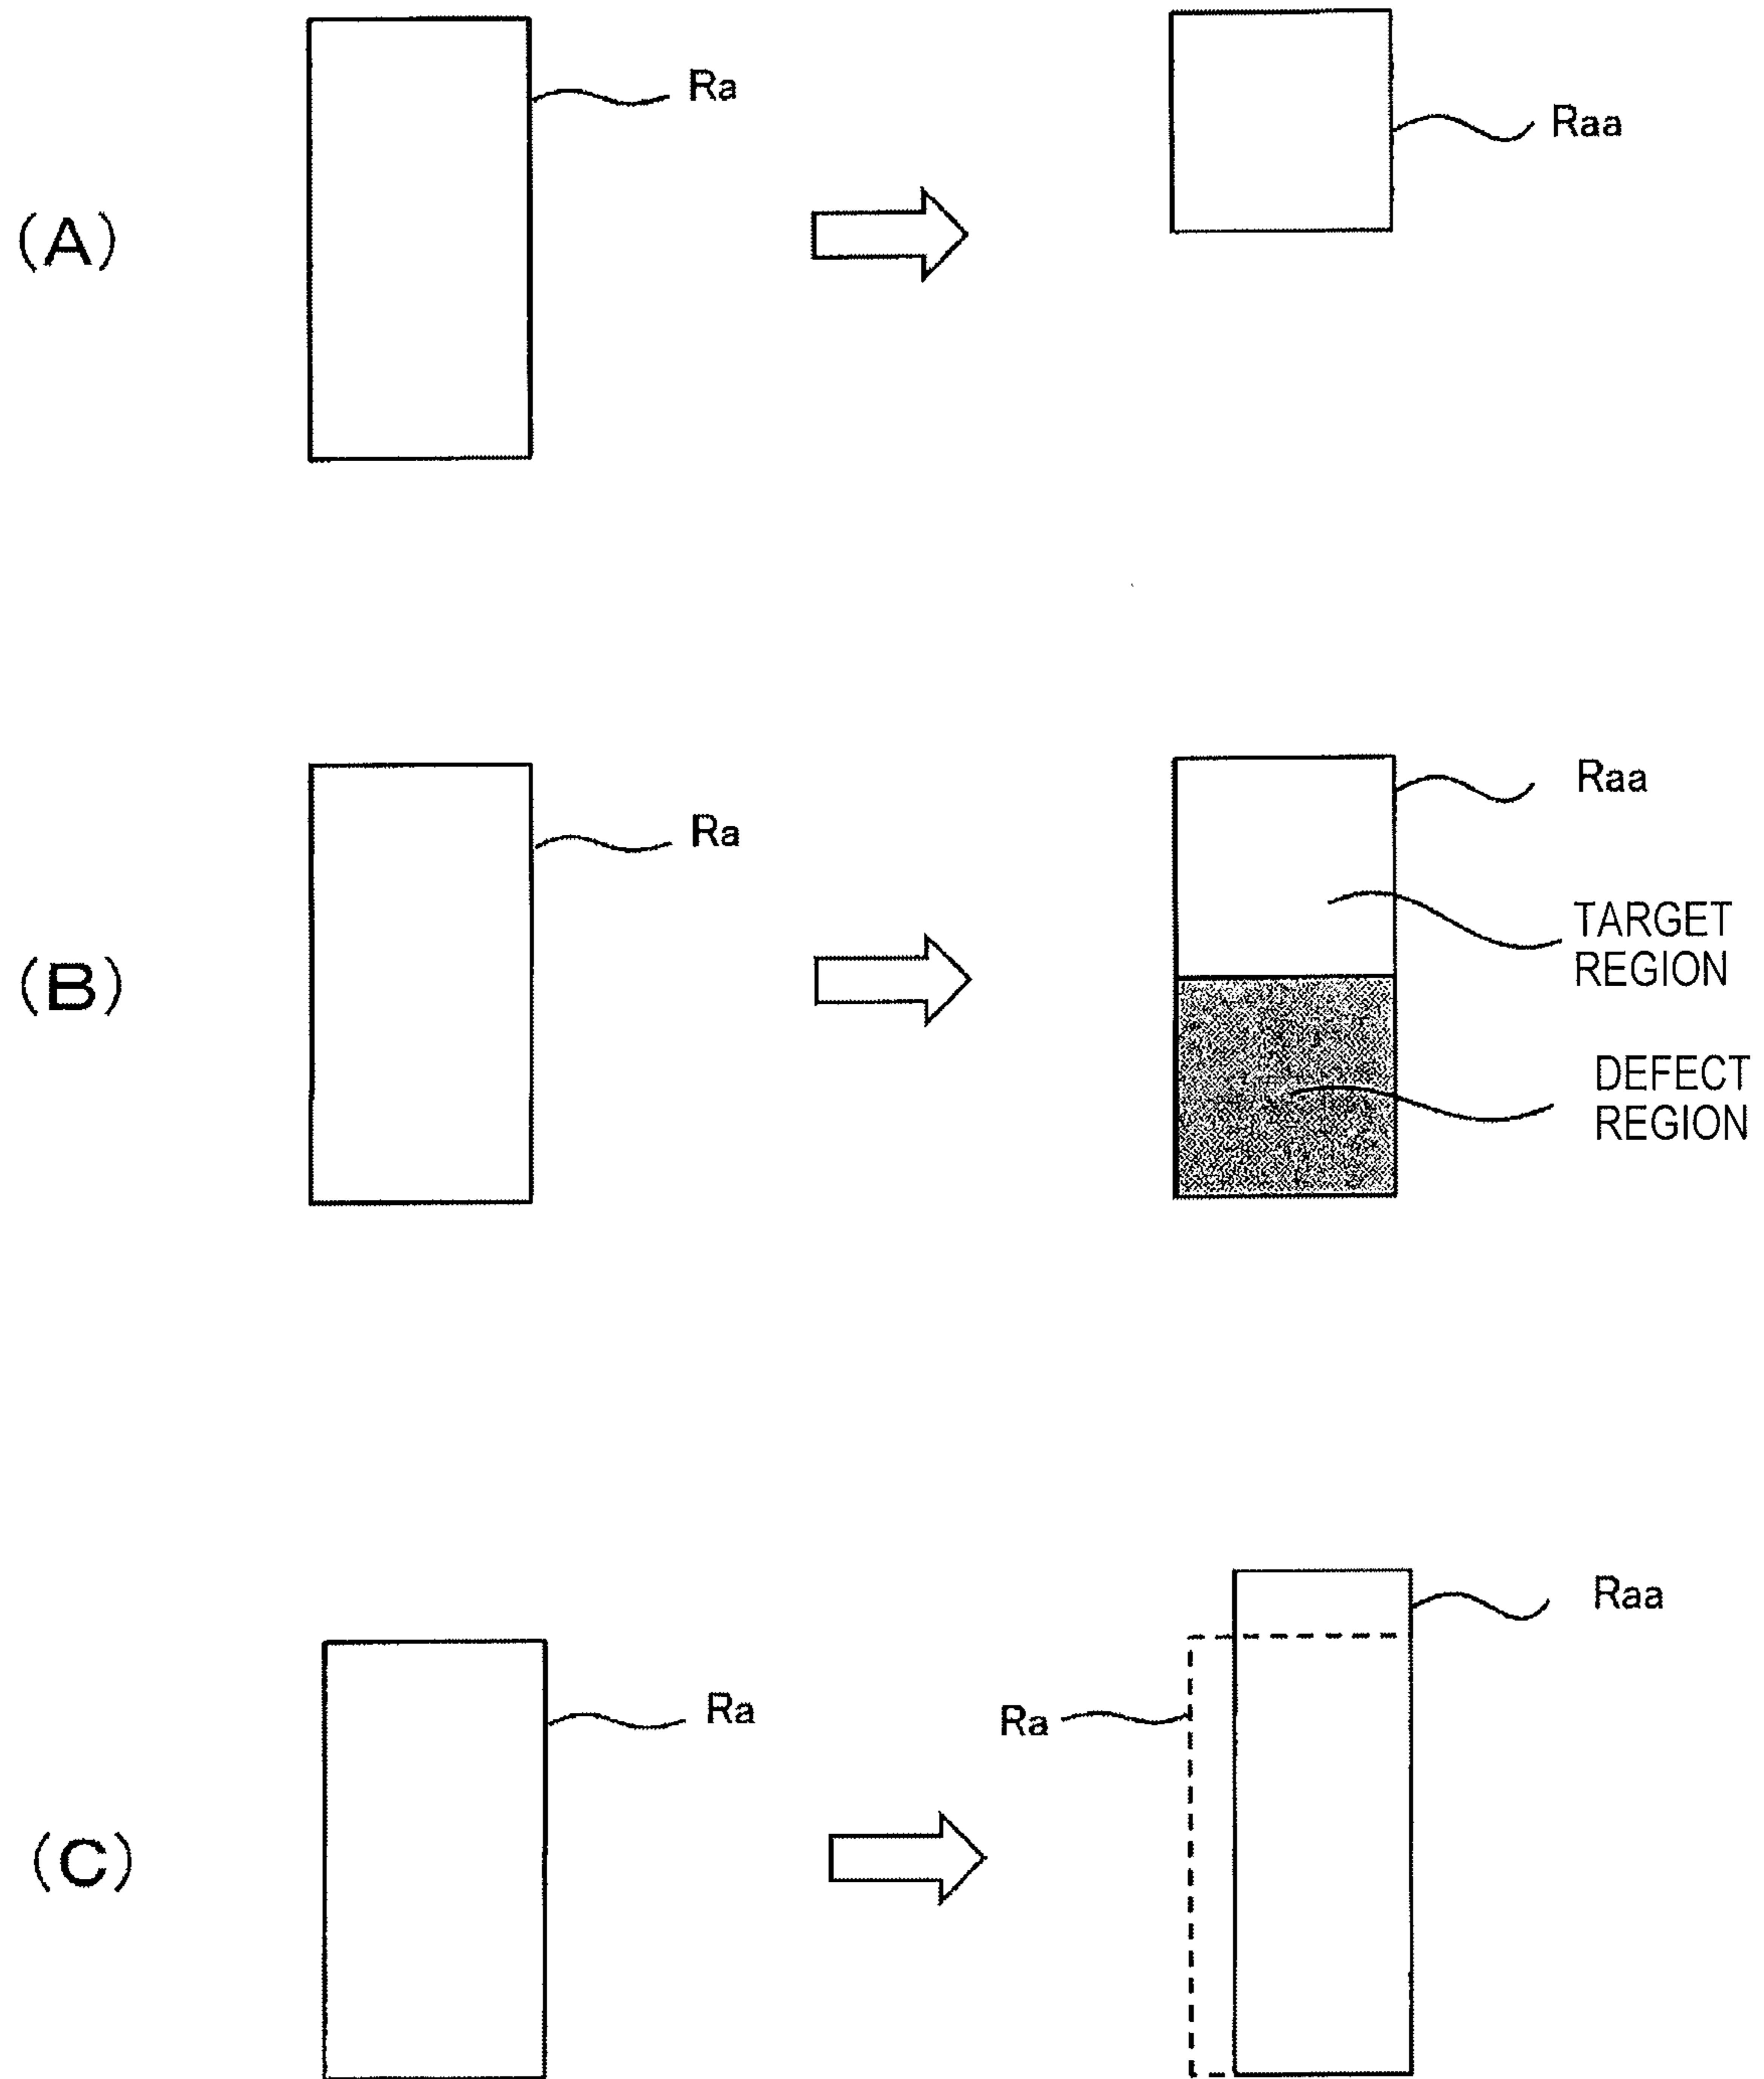 (A)
Ra
Raa
(B)
Ra
Raa
TARGET
REGION
DEFECT
REGION
(C)
Ra
Ra
Raa